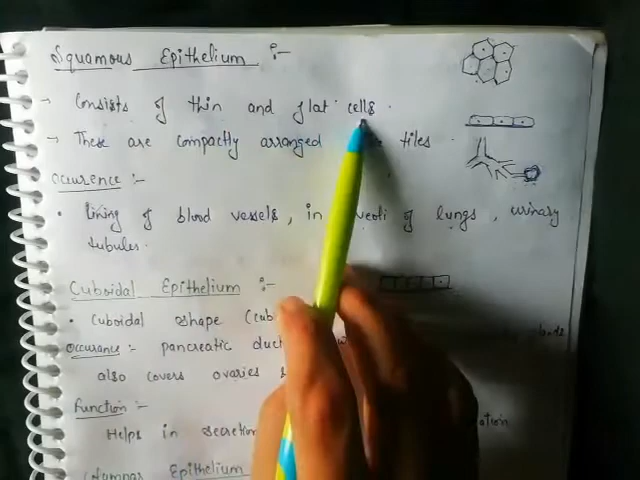 Squamous Epithelium :-
→ Consists of thin and flat cells .
→ These are compactly arranged tiles .
Occurence :-
• Lining of blood vessels, in of lungs, urinary
tubules.
Cuboidal Epithelium :-
• Cuboidal shape
Occurance :- pancreatic duct
also covers ovaries
Function :-
Helps in
Epithelium